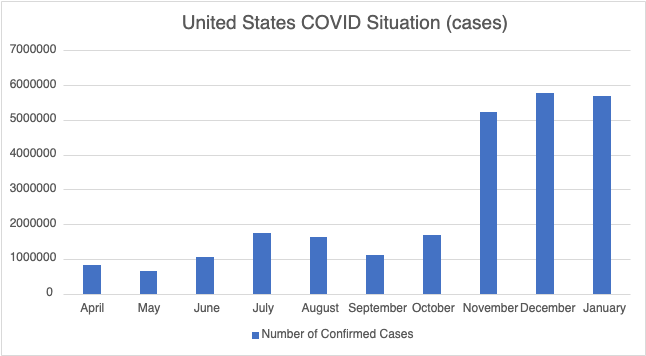 United States COVID Situation (cases)
7000000
6000000
5000000
4000000
3000000
2000000
1000000
0
April May June July August September October November December January
Number of Confirmed Cases